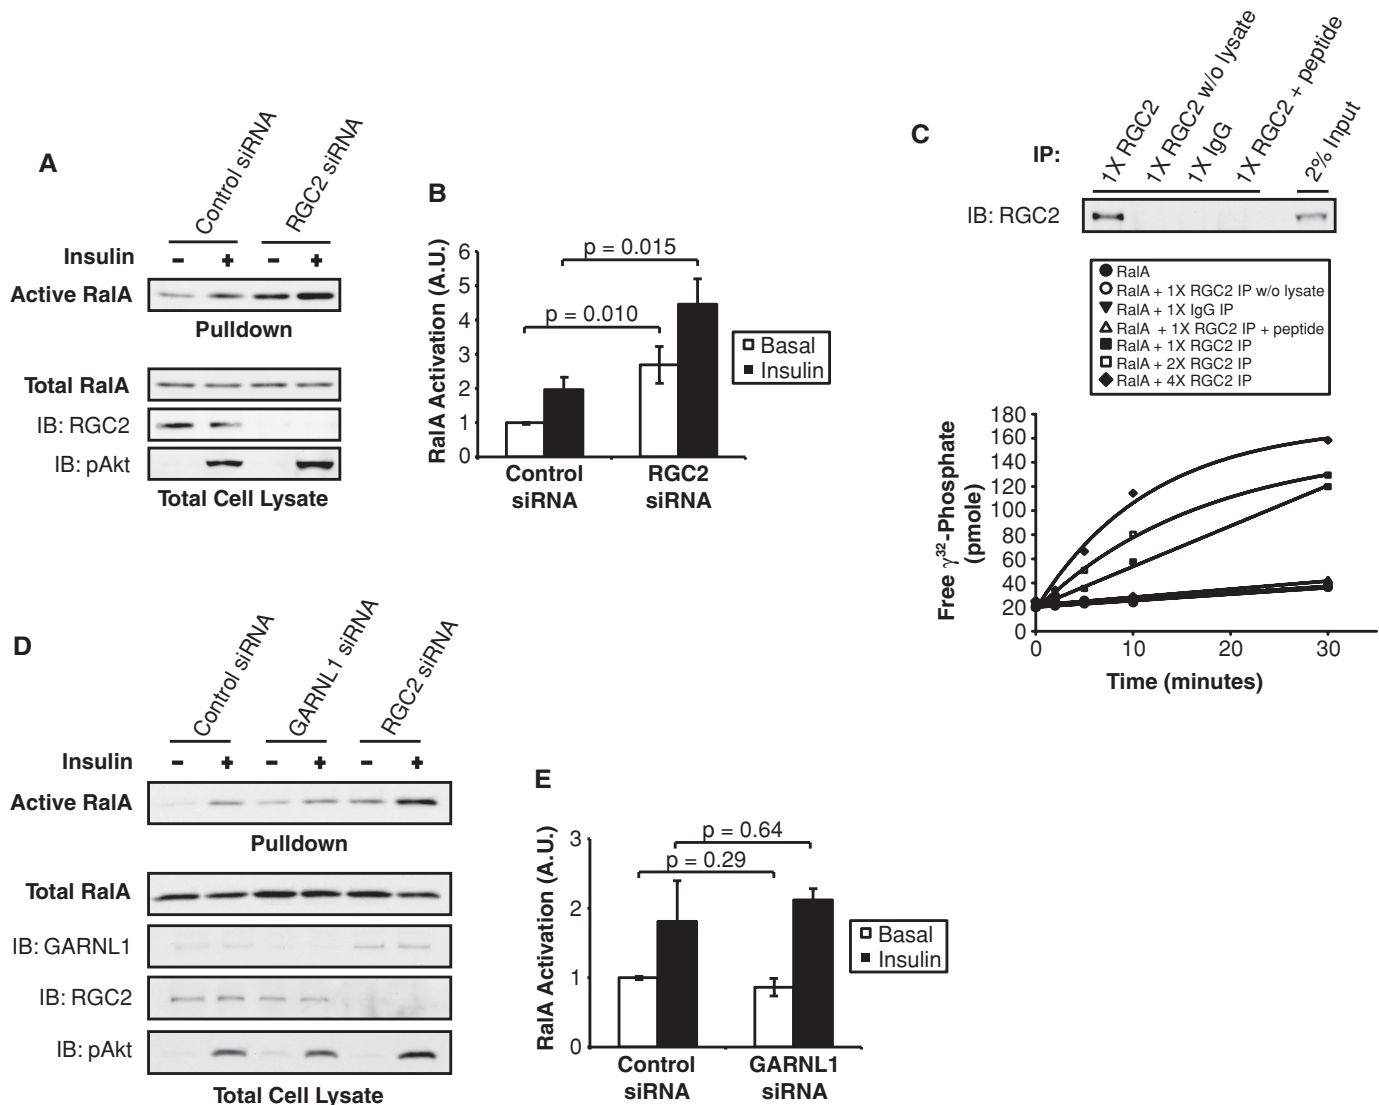 A
Control siRNA
RGC2 siRNA
Insulin
- + - +
Active RalA
Pulldown
Total RalA
IB: RGC2
IB: pAkt
Total Cell Lysate
B
RalA Activation (A.U.)
6
5
4
3
2
1
0
p = 0.015
p = 0.010
Basal
Insulin
Control siRNA
RGC2 siRNA
C
IP:
1X RGC2
1X RGC2 w/o lysate
1X IgG
1X RGC2 + peptide
2% Input
IB: RGC2
RalA
RalA + 1X RGC2 IP w/o lysate
RalA + 1X IgG IP
RalA + 1X RGC2 IP + peptide
RalA + 1X RGC2 IP
RalA + 2X RGC2 IP
RalA + 4X RGC2 IP
Free γ32-Phosphate
(pmole)
180
160
140
120
100
80
60
40
20
0
0 10 20 30
Time (minutes)
D
Control siRNA
GARNL1 siRNA
RGC2 siRNA
Insulin
- + - + - +
Active RalA
Pulldown
Total RalA
IB: GARNL1
IB: RGC2
IB: pAkt
Total Cell Lysate
E
RalA Activation (A.U.)
3
2
1
0
p = 0.64
p = 0.29
Basal
Insulin
Control siRNA
GARNL1 siRNA